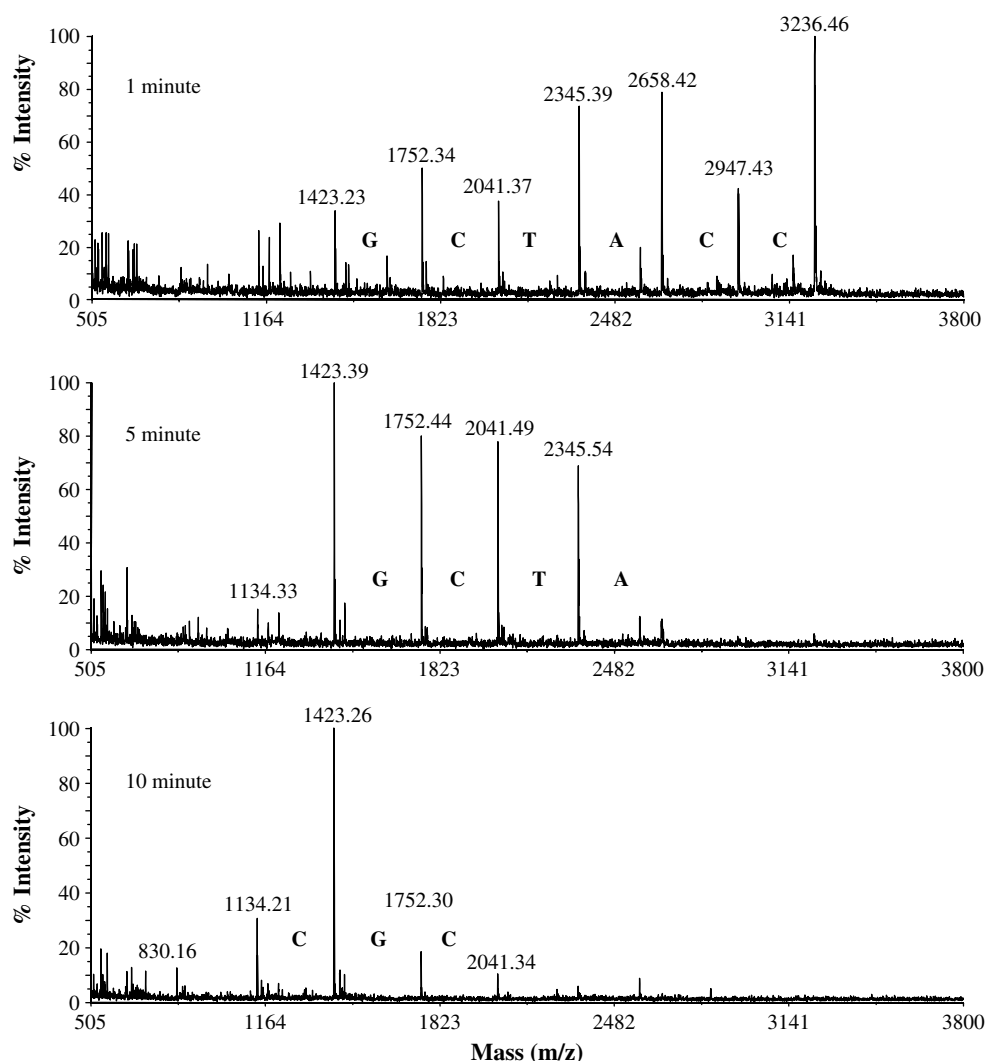 3236.46
100
1 minute
2658.42
2345.39
80
60
1752.34
2947.43
2041.37
40
1423.23
G C T A C C
20
0
% Intensity
505 1164 1823 2482 3141 3800
1423.39
100
5 minute
1752.44
2041.49
2345.54
80
60
40
G C T A
20
1134.33
0
% Intensity
505 1164 1823 2482 3141 3800
1423.26
100
10 minute
80
60
40
1134.21
1752.30
C G C
830.16
2041.34
20
0
% Intensity
505 1164 1823 2482 3141 3800
Mass (m/z)